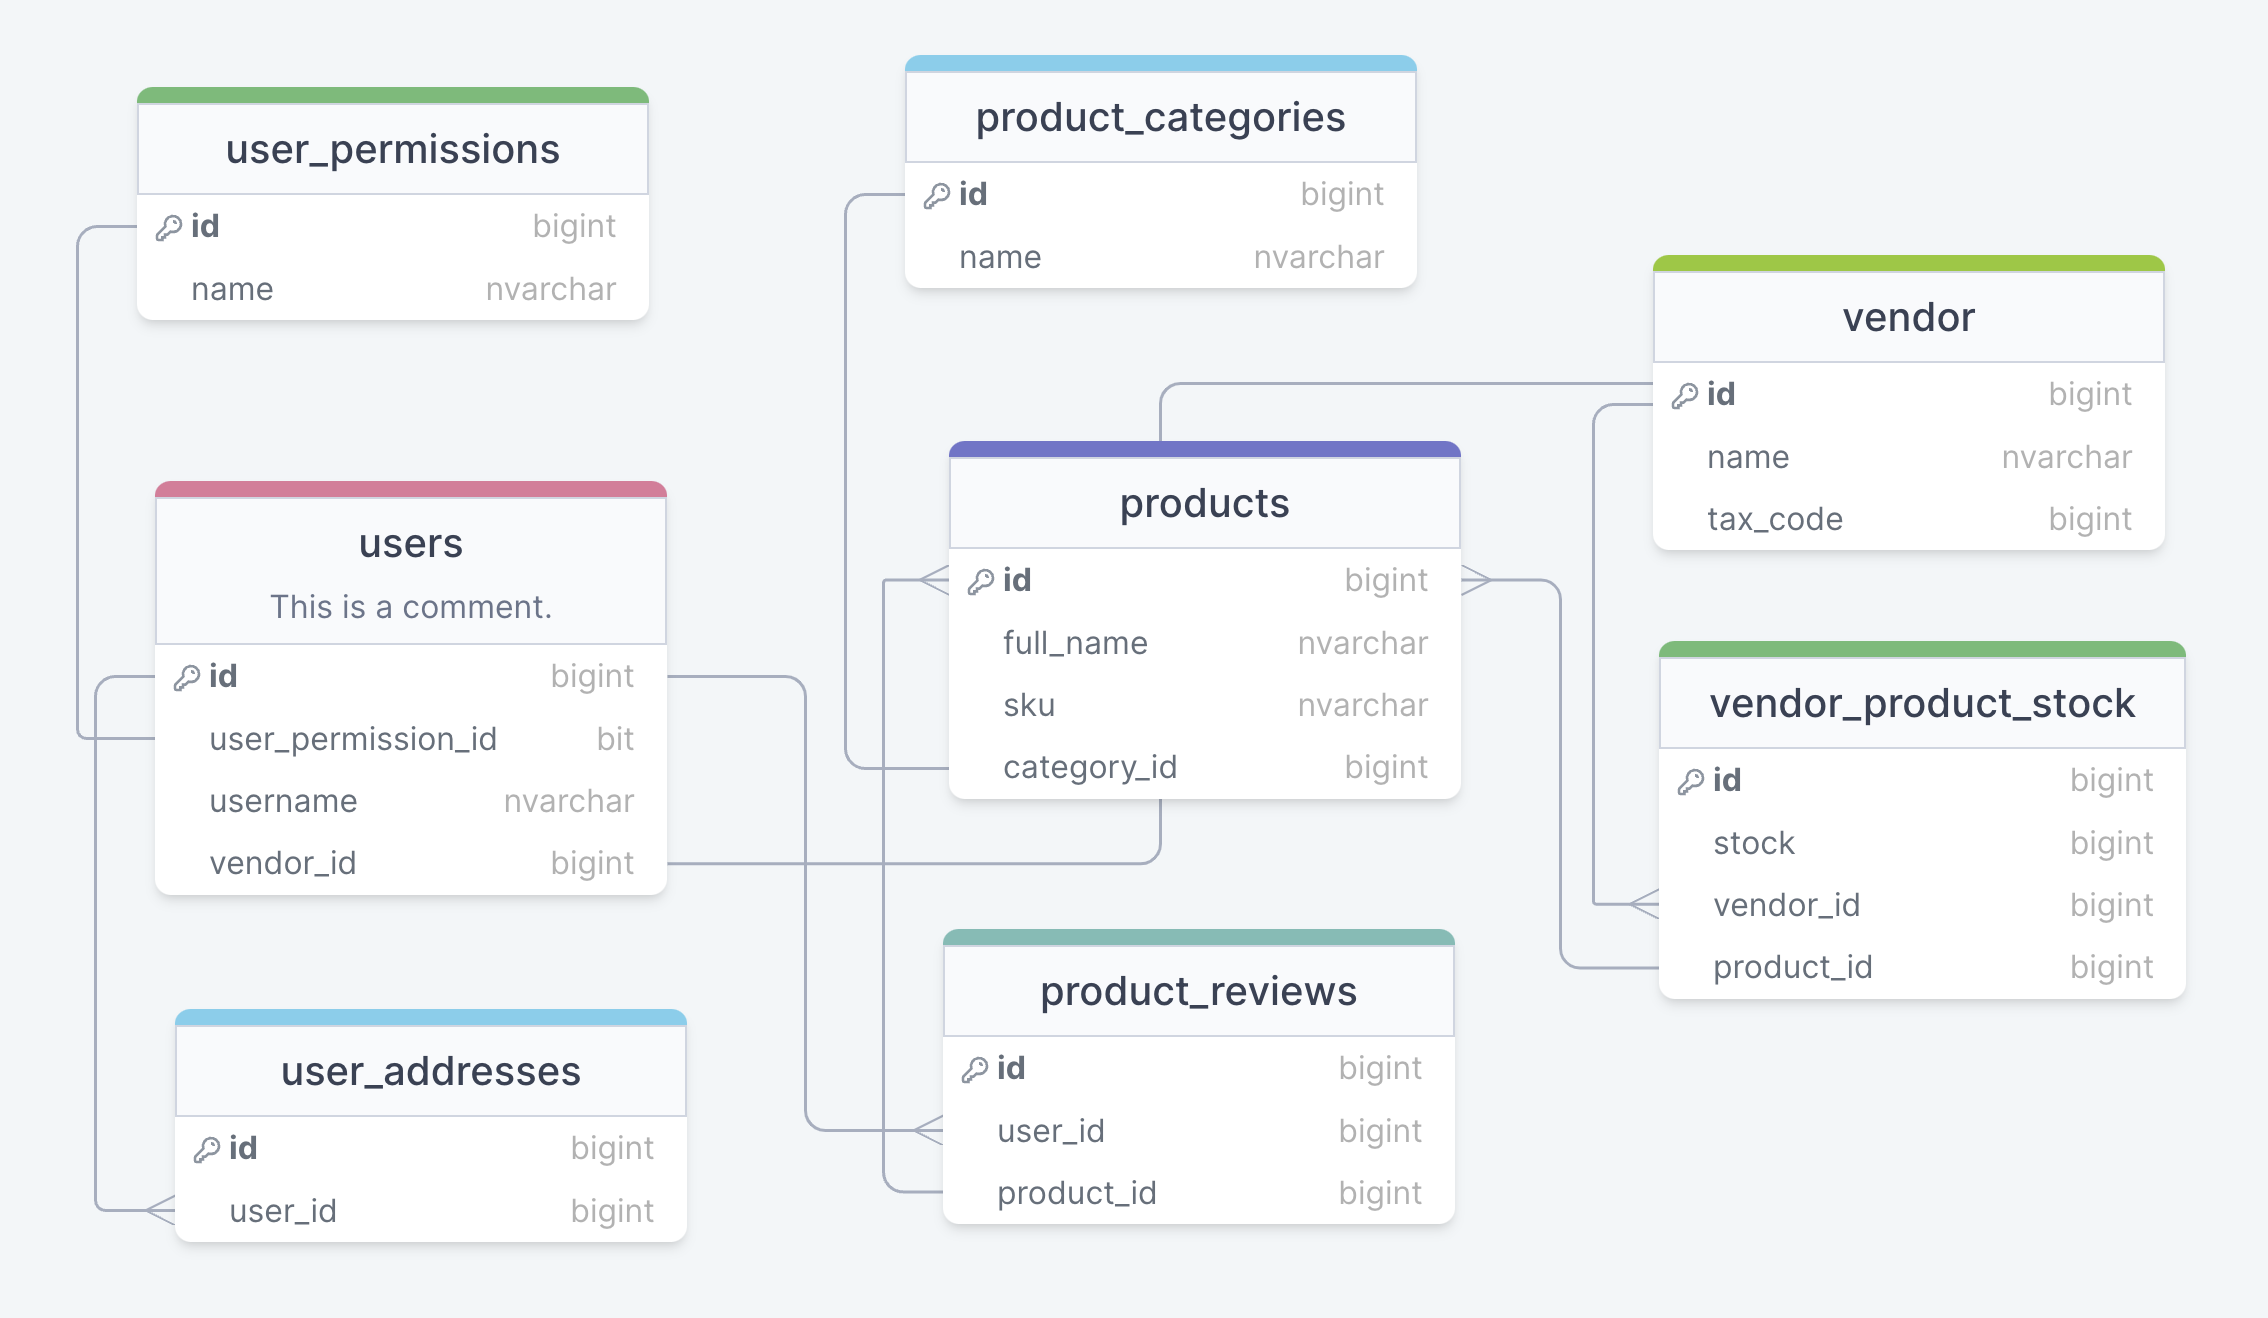 user_permissions
id bigint
name nvarchar
product_categories
id bigint
name nvarchar
vendor
id bigint
name nvarchar
tax_code bigint
users
This is a comment.
id bigint
user_permission_id bit
username nvarchar
vendor_id bigint
products
id bigint
full_name nvarchar
sku nvarchar
category_id bigint
vendor_product_stock
id bigint
stock bigint
vendor_id bigint
product_id bigint
user_addresses
id bigint
user_id bigint
product_reviews
id bigint
user_id bigint
product_id bigint